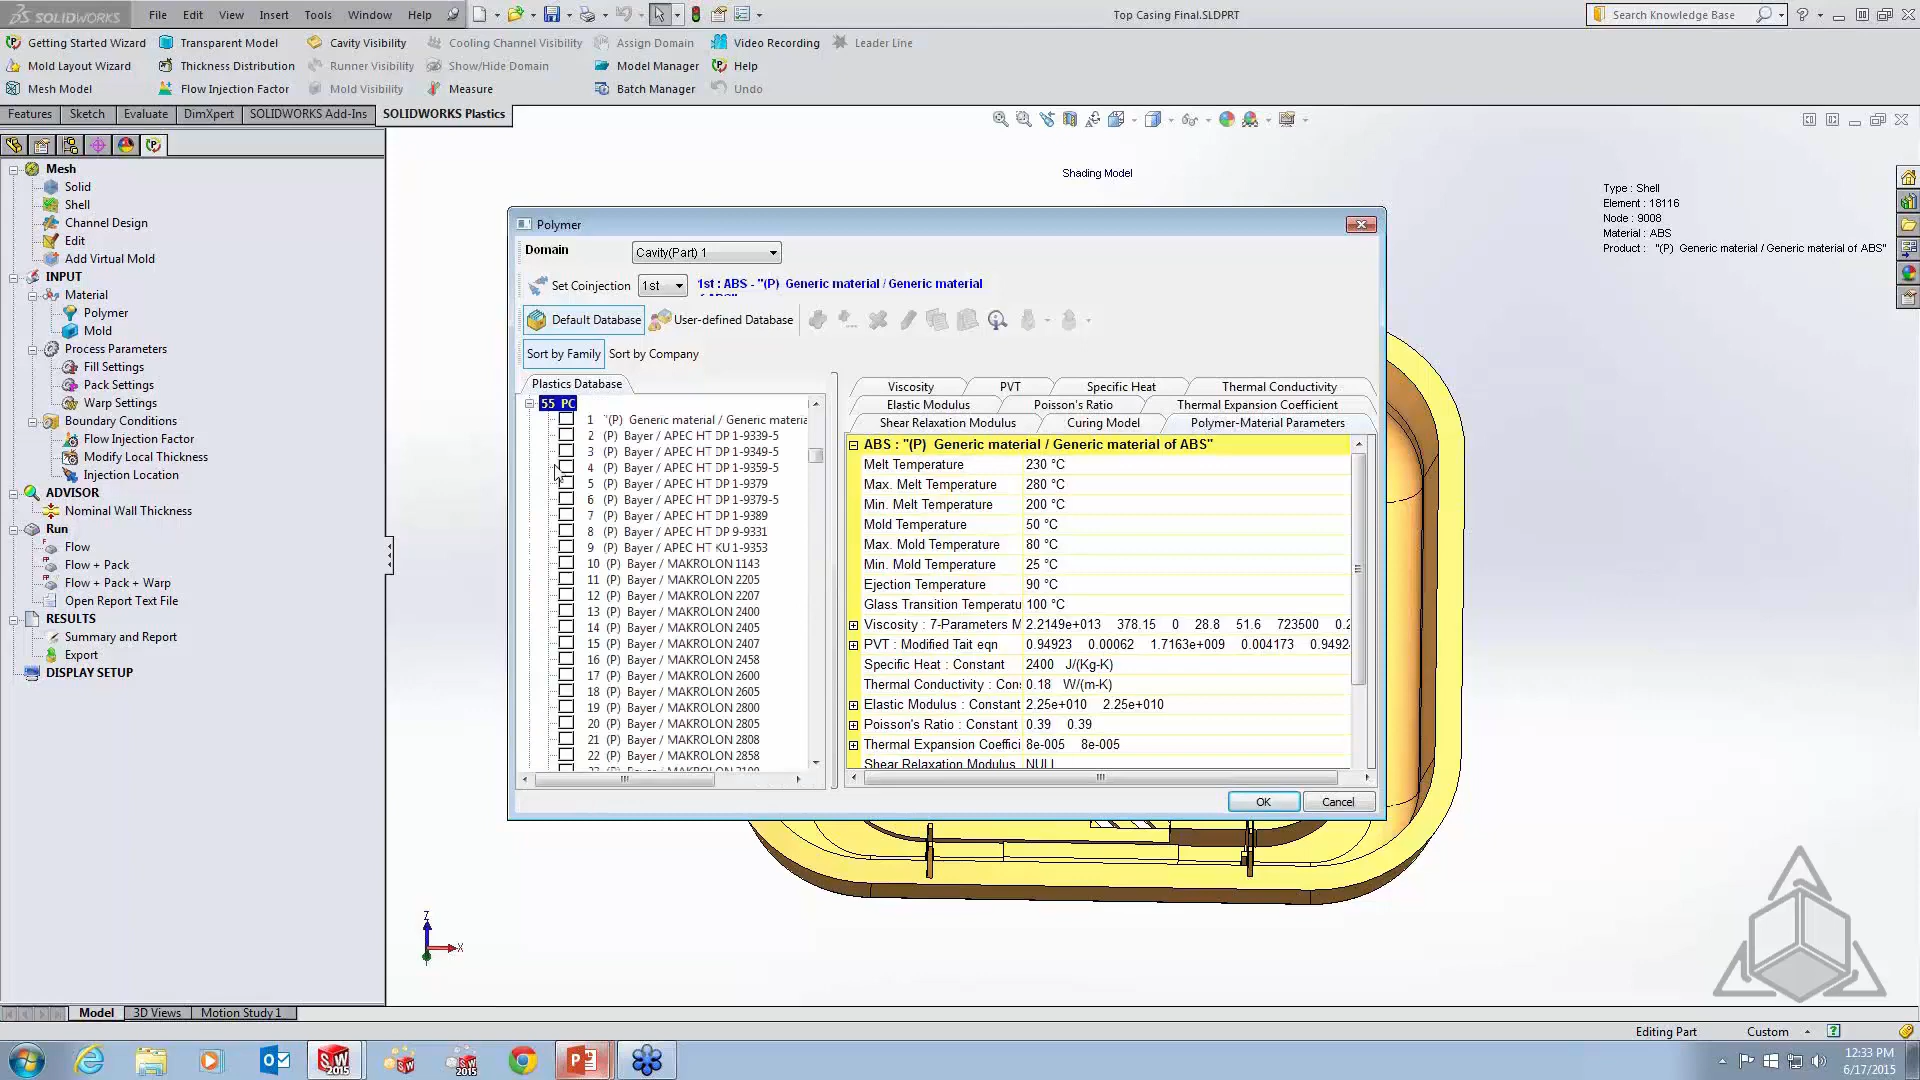 SOLIDWORKS
File Edit View Insert Tools Window Help
Top Casing Final.SLDPRT
Search Knowledge Base
Getting Started Wizard Transparent Model Cavity Visibility Cooling Channel Visibility Assign Domain Video Recording Leader Line
Mold Layout Wizard Thickness Distribution Runner Visibility Show/Hide Domain Model Manager Help
Mesh Model Flow Injection Factor Mold Visibility Measure Batch Manager Undo
Features Sketch Evaluate DimXpert SOLIDWORKS Add-Ins SOLIDWORKS Plastics
Mesh
Solid
Shell
Channel Design
Edit
Add Virtual Mold
INPUT
Material
Polymer
Mold
Process Parameters
Fill Settings
Pack Settings
Warp Settings
Boundary Conditions
Flow Injection Factor
Modify Local Thickness
Injection Location
ADVISOR
Nominal Wall Thickness
Run
Flow
Flow + Pack
Flow + Pack + Warp
Open Report Text File
RESULTS
Summary and Report
Export
DISPLAY SETUP
Shading Model
Type : Shell
Element : 18116
Node : 9008
Material : ABS
Product : "(P) Generic material / Generic material of ABS"
Polymer
Domain Cavity(Part) 1
Set Coinjection 1st 1st : ABS - "(P) Generic material / Generic material
Default Database User-defined Database
Sort by Family Sort by Company
Plastics Database
55 PC
1 "(P) Generic material / Generic materia
2 (P) Bayer / APEC HT DP 1-9339-5
3 (P) Bayer / APEC HT DP 1-9349-5
4 (P) Bayer / APEC HT DP 1-9359-5
5 (P) Bayer / APEC HT DP 1-9379
6 (P) Bayer / APEC HT DP 1-9379-5
7 (P) Bayer / APEC HT DP 1-9389
8 (P) Bayer / APEC HT DP 9-9331
9 (P) Bayer / APEC HT KU 1-9353
10 (P) Bayer / MAKROLON 1143
11 (P) Bayer / MAKROLON 2205
12 (P) Bayer / MAKROLON 2207
13 (P) Bayer / MAKROLON 2400
14 (P) Bayer / MAKROLON 2405
15 (P) Bayer / MAKROLON 2407
16 (P) Bayer / MAKROLON 2458
17 (P) Bayer / MAKROLON 2600
18 (P) Bayer / MAKROLON 2605
19 (P) Bayer / MAKROLON 2800
20 (P) Bayer / MAKROLON 2805
21 (P) Bayer / MAKROLON 2808
22 (P) Bayer / MAKROLON 2858
Viscosity PVT Specific Heat Thermal Conductivity
Elastic Modulus Poisson's Ratio Thermal Expansion Coefficient
Shear Relaxation Modulus Curing Model Polymer-Material Parameters
ABS : "(P) Generic material / Generic material of ABS"
Melt Temperature 230 °C
Max. Melt Temperature 280 °C
Min. Melt Temperature 200 °C
Mold Temperature 50 °C
Max. Mold Temperature 80 °C
Min. Mold Temperature 25 °C
Ejection Temperature 90 °C
Glass Transition Temperatu 100 °C
Viscosity : 7-Parameters M 2.2149e+013 378.15 0 28.8 51.6 723500 0.2
PVT : Modified Tait eqn 0.94923 0.00062 1.7163e+009 0.004173 0.9492
Specific Heat : Constant 2400 J/(Kg-K)
Thermal Conductivity : Con: 0.18 W/(m-K)
Elastic Modulus : Constant 2.25e+010 2.25e+010
Poisson's Ratio : Constant 0.39 0.39
Thermal Expansion Coeffici 8e-005 8e-005
Shear Relaxation Modulus NULL
OK Cancel
Z
X
Model 3D Views Motion Study 1
Editing Part Custom
SW 2015
2015
12:33 PM
6/17/2015